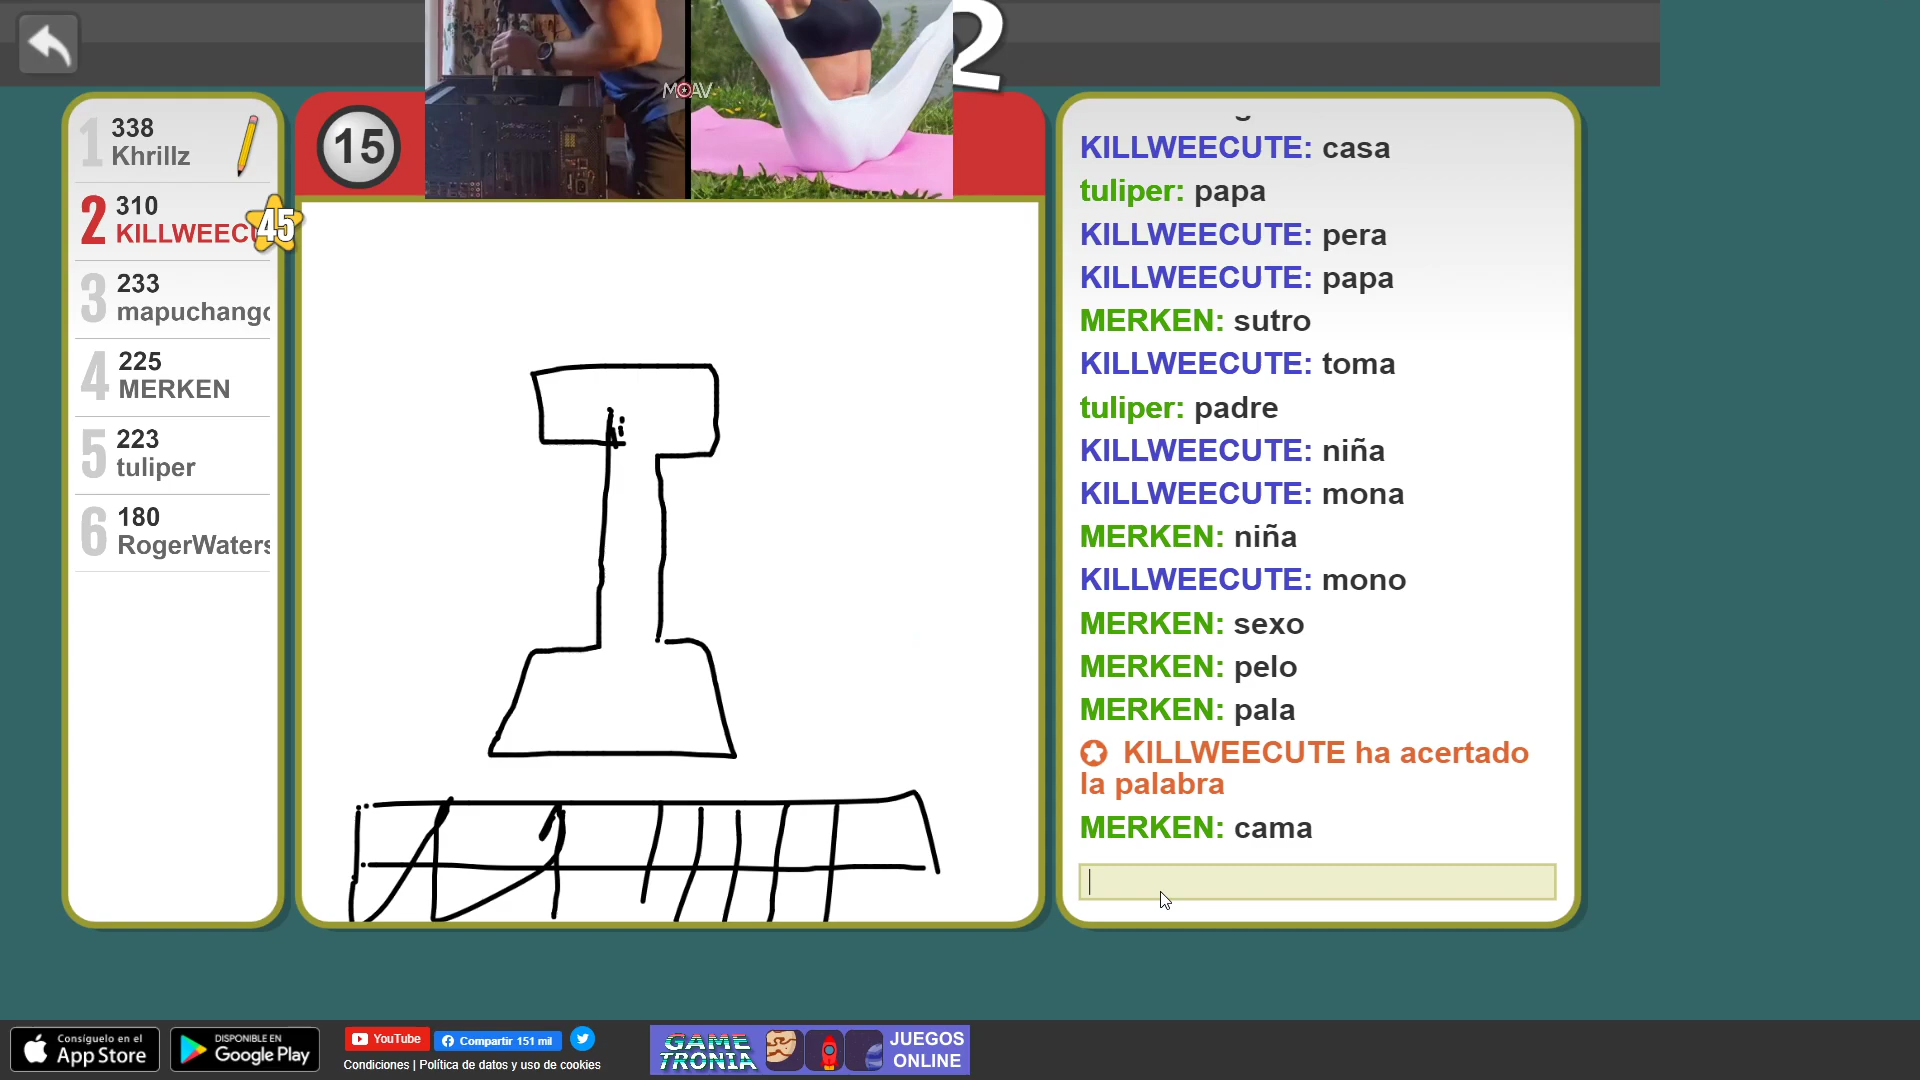 2
MOAV
1
338
Khrillz
2
310
KILLWEECU
45
3
233
mapuchango
4
225
MERKEN
5
223
tuliper
6
180
RogerWaters
15
KILLWEECUTE: casa
tuliper: papa
KILLWEECUTE: pera
KILLWEECUTE: papa
MERKEN: sutro
KILLWEECUTE: toma
tuliper: padre
KILLWEECUTE: niña
KILLWEECUTE: mona
MERKEN: niña
KILLWEECUTE: mono
MERKEN: sexo
MERKEN: pelo
MERKEN: pala
KILLWEECUTE ha acertado
la palabra
MERKEN: cama
Consíguelo en el
App Store
DISPONIBLE EN
Google Play
YouTube
Compartir 151 mil
Condiciones | Política de datos y uso de cookies
GAME
TRONIA
JUEGOS
ONLINE